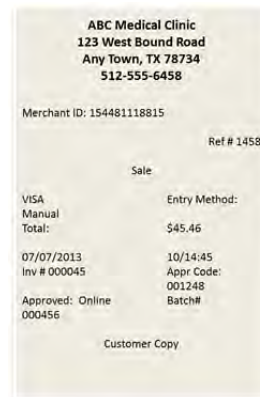 ABC Medical Clinic
123 West Bound Road
Any Town, TX 78734
512-555-6458
Merchant ID: 154481118815
Ref # 1458
Sale
VISA Entry Method:
Manual
Total: $45.46
07/07/2013 10/14:45
Inv # 000045 Appr Code:
001248
Approved: Online Batch#
000456
Customer Copy